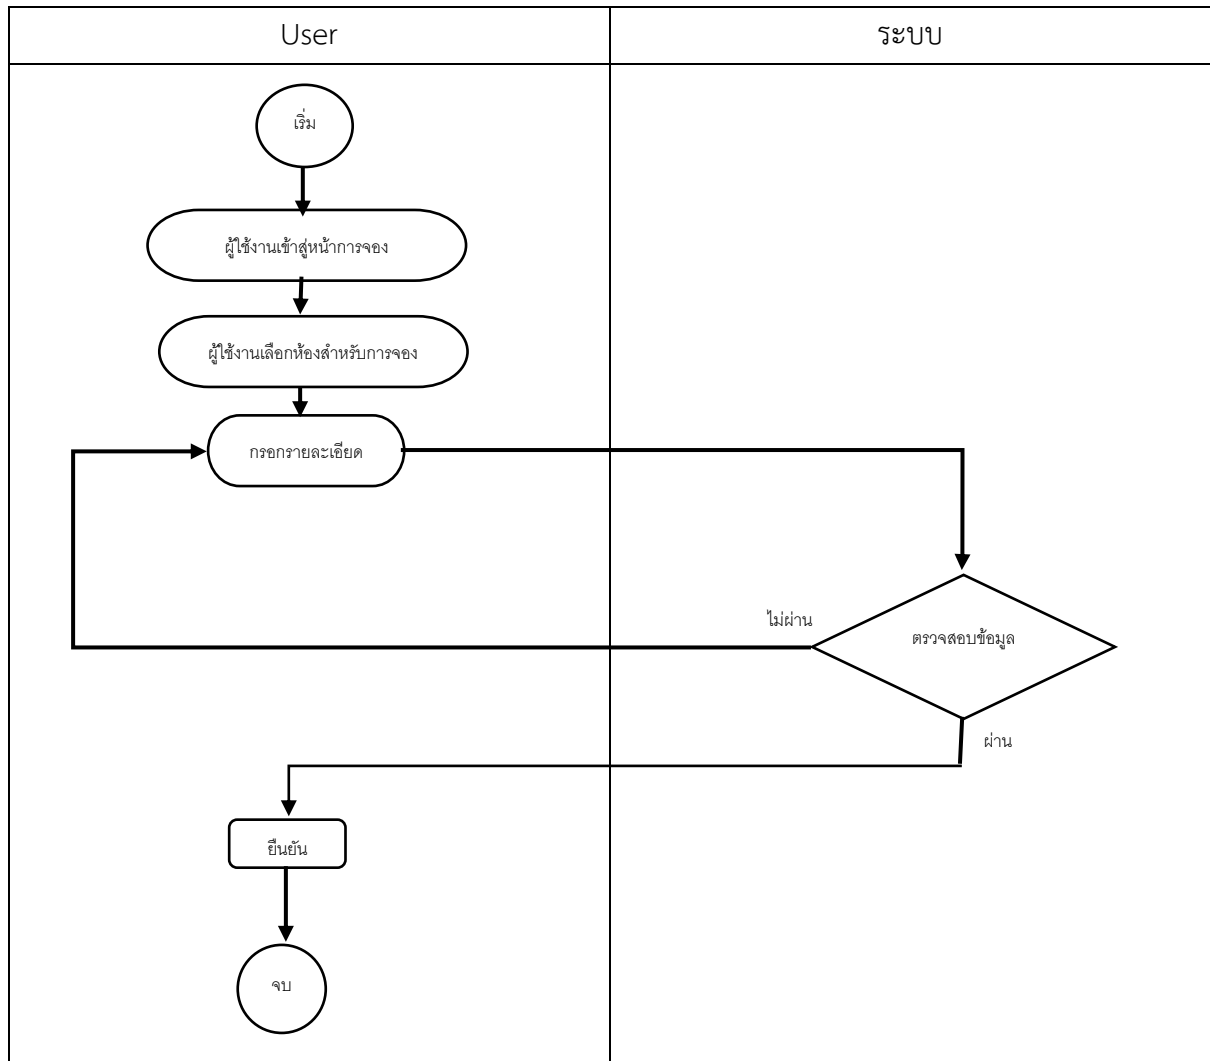 User
ระบบ
เริ่ม
ผู้ใช้งานเข้าสู่หน้าการจอง
ผู้ใช้งานเลือกห้องสำหรับการจอง
กรอกรายละเอียด
ไม่ผ่าน
ตรวจสอบข้อมูล
ผ่าน
ยืนยัน
จบ